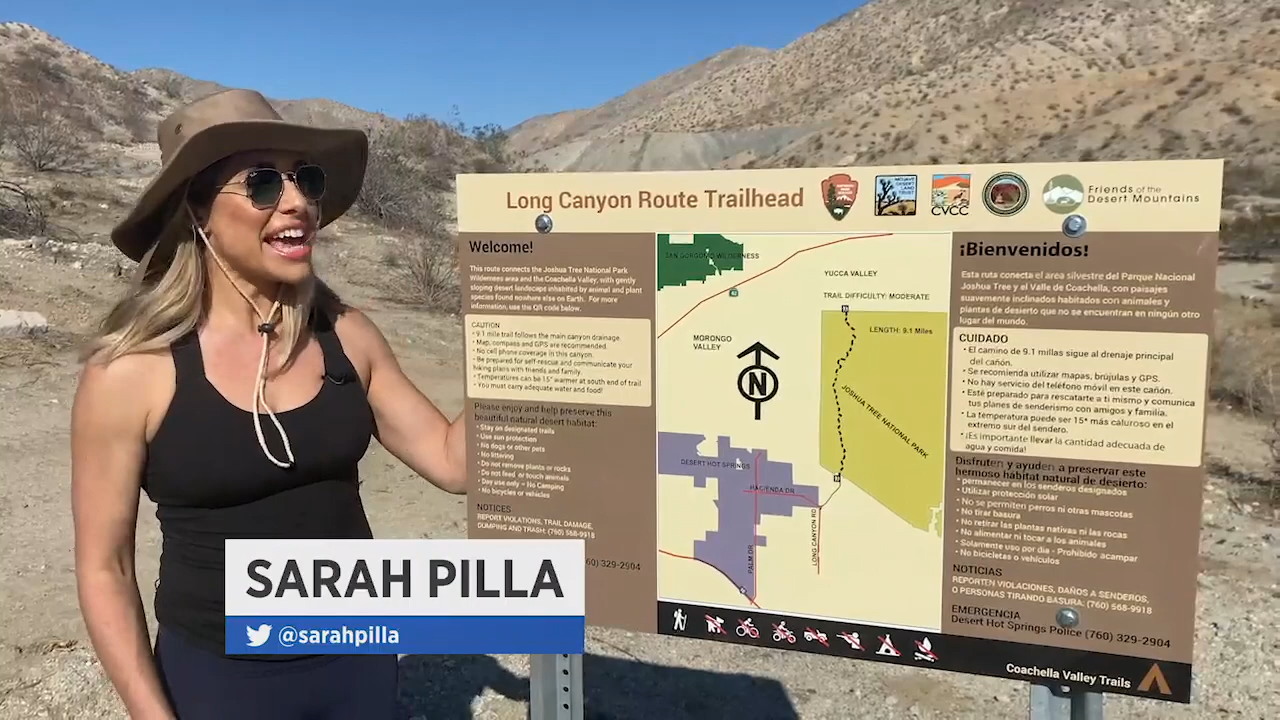 Long Canyon Route Trailhead
CVCC
Friends of the
Desert Mountains
Welcome!
This route connects the Joshua Tree National Park
Wilderness area and the Coachella Valley, with gently
sloping desert landscape inhabited by animal and plant
species found nowhere else on Earth. For more
information, use the QR code below.
CAUTION
• 9.1 mile trail follows the main canyon drainage.
• Map, compass and GPS are recommended.
• No cell phone coverage in this canyon.
• Be prepared for self-rescue and communicate your
hiking plans with friends and family.
• Temperatures can be 15° warmer at south end of trail
• You must carry adequate water and food!
Please enjoy and help preserve this
beautiful natural desert habitat:
• Stay on designated trails
• Use sun protection
• No dogs or other pets
• No littering
• Do not remove plants or rocks
• Do not feed or touch animals
• Day use only – No Camping
• No bicycles or vehicles
NOTICES
REPORT VIOLATIONS, TRAIL DAMAGE,
DUMPING AND TRASH: (760) 568-9918
60) 329-2904
SAN GORGONIO WILDERNESS
62
YUCCA VALLEY
TRAIL DIFFICULTY: MODERATE
LENGTH: 9.1 Miles
MORONGO
VALLEY
N
JOSHUA TREE NATIONAL PARK
DESERT HOT SPRINGS
HACIENDA DR
PALM DR
LONG CANYON RD
¡Bienvenidos!
Esta ruta conecta el area silvestre del Parque Nacional
Joshua Tree y el Valle de Coachella, con paisajes
suavemente inclinados habitados con animales y
plantas de desierto que no se encuentran en ningún otro
lugar del mundo.
CUIDADO
• El camino de 9.1 millas sigue al drenaje principal
del cañón.
• Se recomienda utilizar mapas, brújulas y GPS.
• No hay servicio del teléfono móvil en este cañón.
• Esté preparado para rescatarte a ti mismo y comunica
tus planes de senderismo con amigos y familia.
• La temperatura puede ser 15° más caluroso en el
extremo sur del sendero.
• ¡Es importante llevar la cantidad adecuada de
agua y comida!
Disfruten y ayuden a preservar este
hermoso hábitat natural de desierto:
• permanecer en los senderos designados
• Utilizar protección solar
• No se permiten perros ni otras mascotas
• No tirar basura
• No retirar las plantas nativas ni las rocas
• No alimentar ni tocar a los animales
• Solamente uso por dia - Prohibido acampar
• No bicicletas o vehículos
NOTICIAS
REPORTEN VIOLACIONES, DAÑOS A SENDEROS,
O PERSONAS TIRANDO BASURA: (760) 568-9918
EMERGENCIA
Desert Hot Springs Police (760) 329-2904
Coachella Valley Trails
SARAH PILLA
@sarahpilla